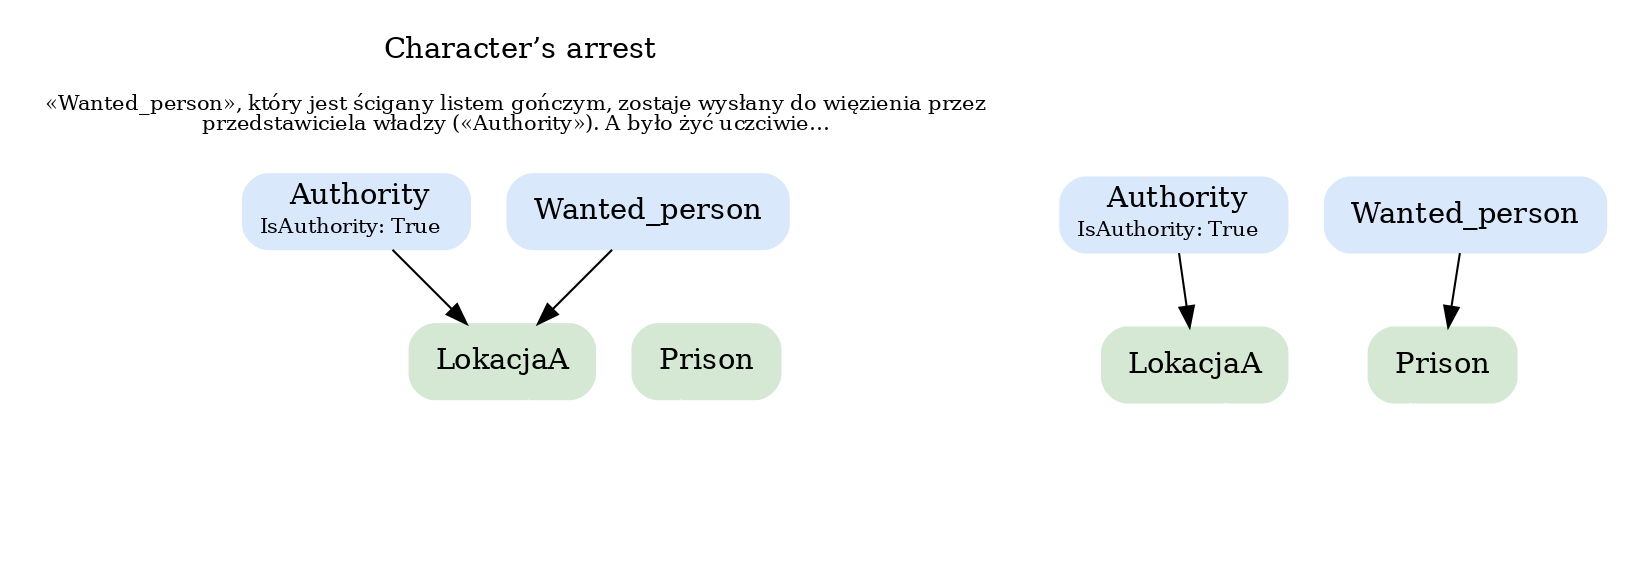 Character’s arrest
«Wanted_person», który jest ścigany listem gończym, zostaje wysłany do więzienia przez
przedstawiciela władzy («Authority»). A było żyć uczciwie…
Authority
IsAuthority: True
Wanted_person
LokacjaA
Prison
Authority
IsAuthority: True
Wanted_person
LokacjaA
Prison